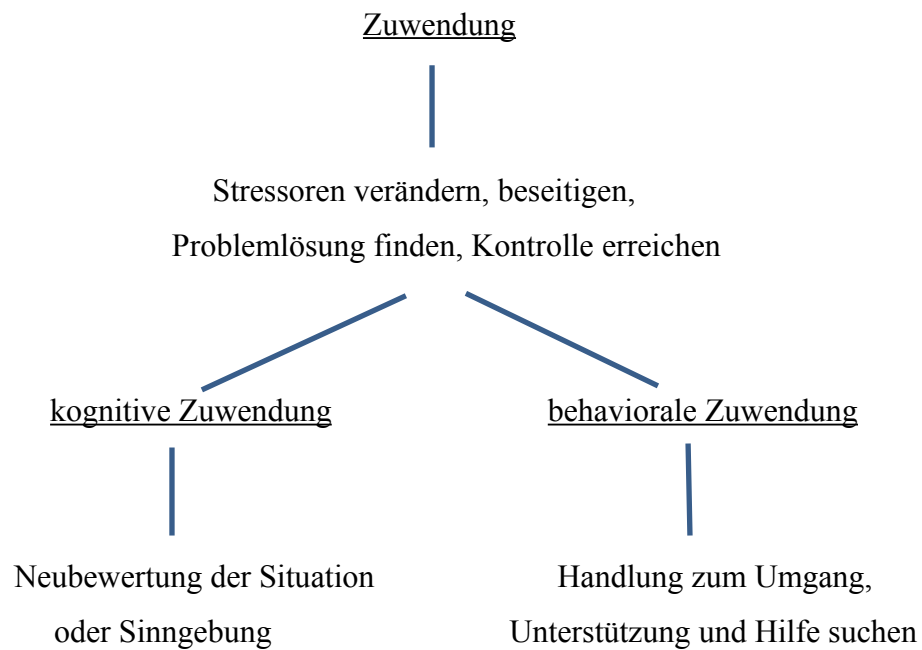 Zuwendung
Stressoren verändern, beseitigen,
Problemlösung finden, Kontrolle erreichen
kognitive Zuwendung
behaviorale Zuwendung
Neubewertung der Situation
oder Sinngebung
Handlung zum Umgang,
Unterstützung und Hilfe suchen